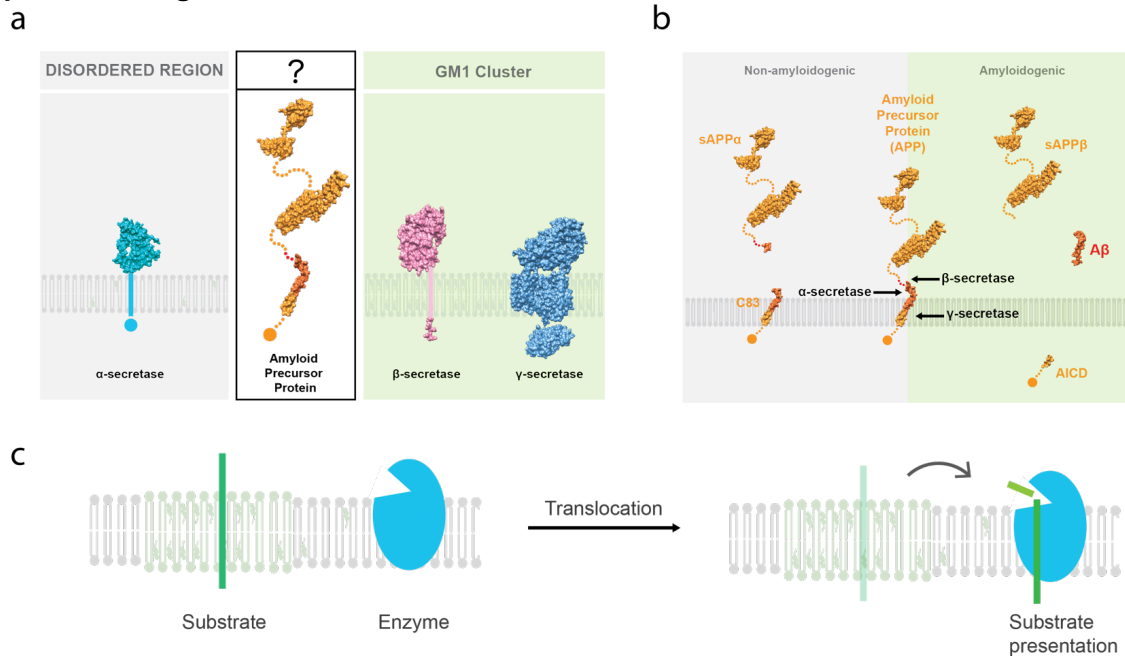 a
DISORDERED REGION
?
GM1 Cluster
α-secretase
Amyloid
Precursor
Protein
β-secretase
γ-secretase
b
Non-amyloidogenic
Amyloidogenic
Amyloid
Precursor
Protein
(APP)
sAPPα
sAPPβ
Aβ
β-secretase
α-secretase
C83
γ-secretase
AICD
c
Translocation
Substrate
Enzyme
Substrate
presentation